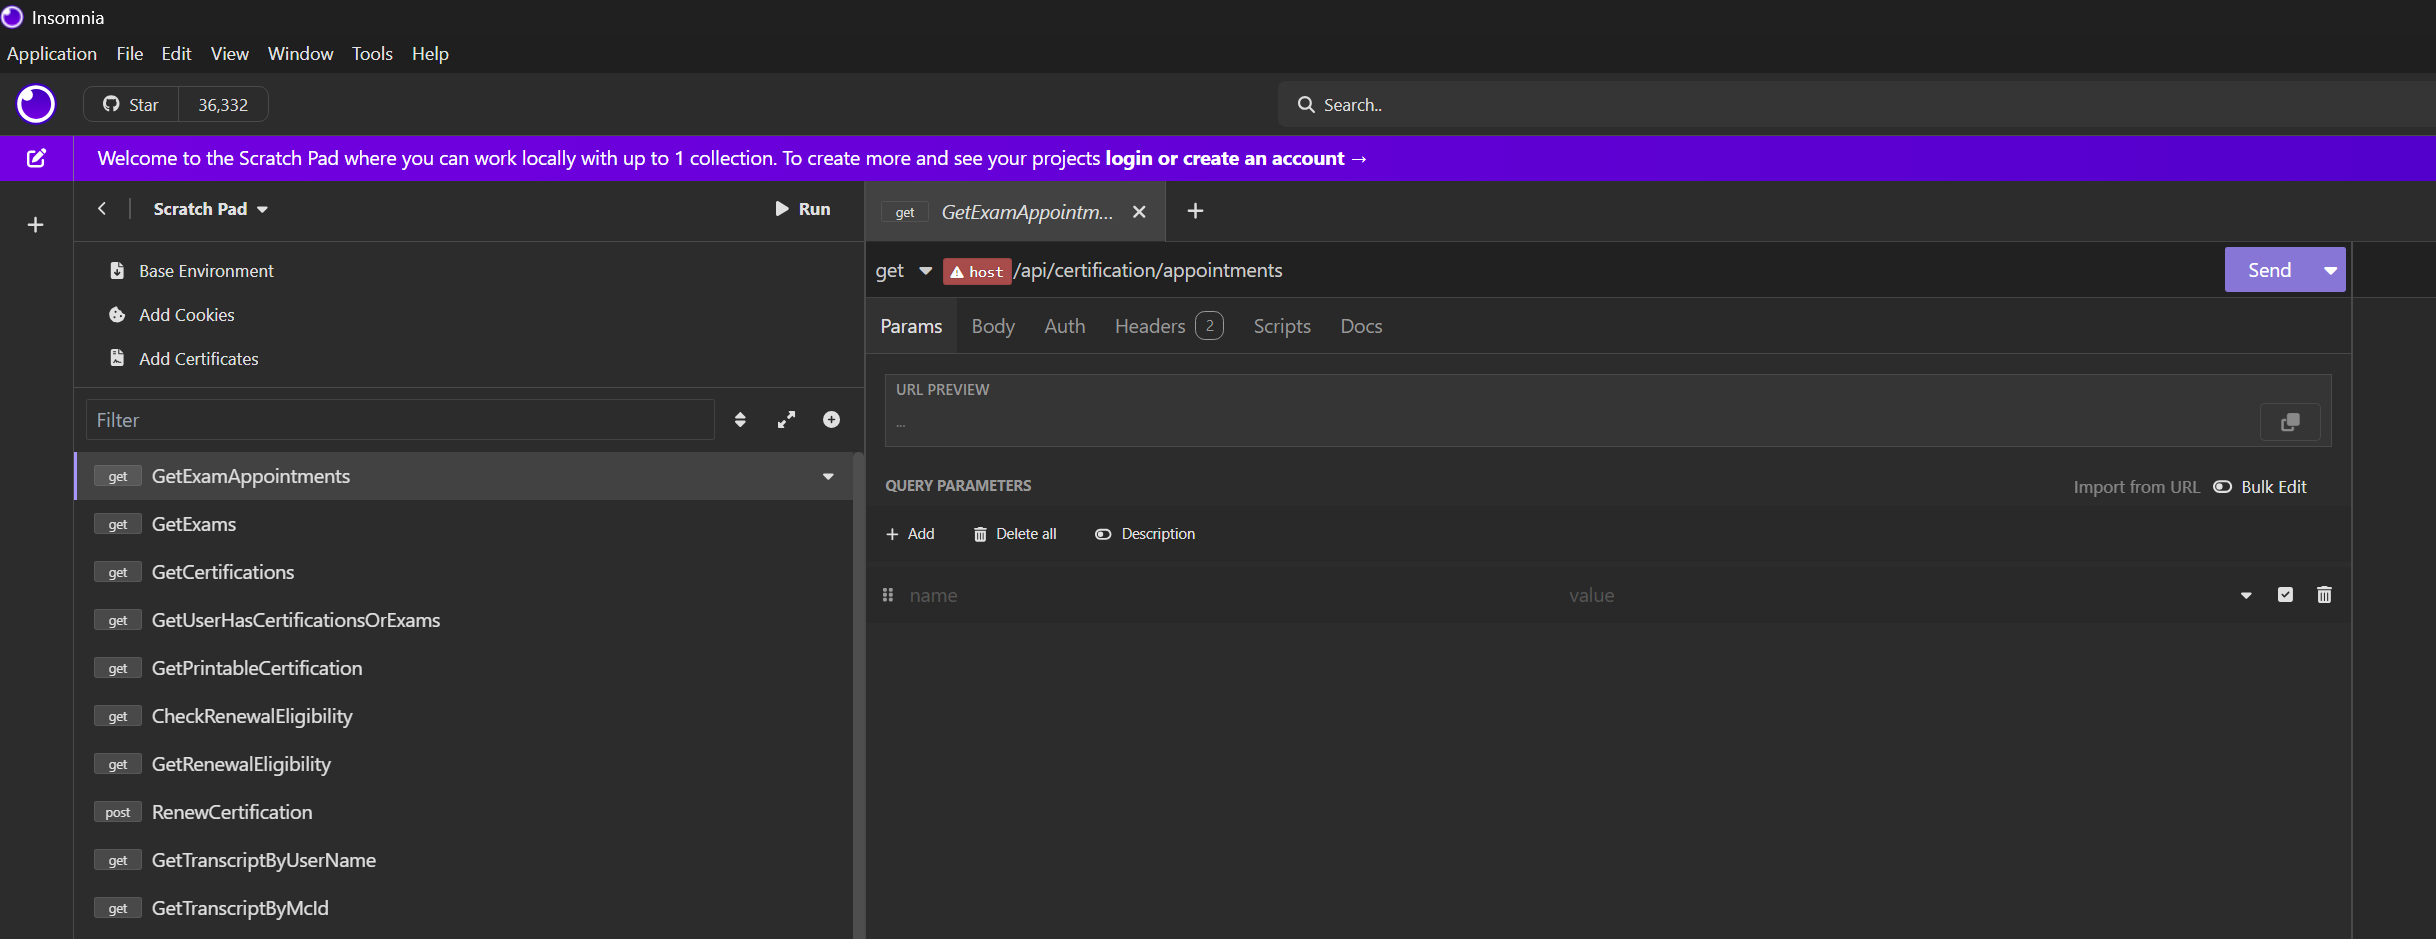 Insomnia
Application File Edit View Window Tools Help
Star 36,332
Search..
Welcome to the Scratch Pad where you can work locally with up to 1 collection. To create more and see your projects login or create an account →
Scratch Pad
Run
get GetExamAppointm...
Base Environment
Add Cookies
Add Certificates
Filter
get GetExamAppointments
get GetExams
get GetCertifications
get GetUserHasCertificationsOrExams
get GetPrintableCertification
get CheckRenewalEligibility
get GetRenewalEligibility
post RenewCertification
get GetTranscriptByUserName
get GetTranscriptByMcId
get host/api/certification/appointments
Send
Params Body Auth Headers 2 Scripts Docs
URL PREVIEW
...
QUERY PARAMETERS
Import from URL Bulk Edit
Add Delete all Description
name value